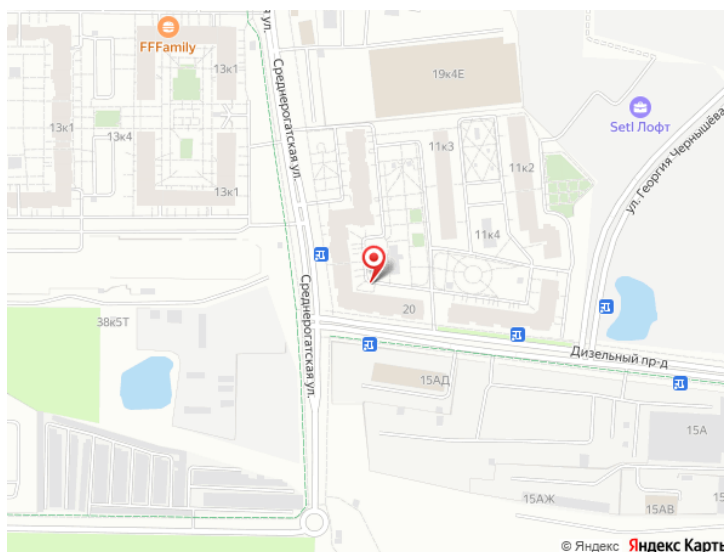 FFFamily
13к1
13к1
13к4
13к1
Среднерогатская ул.
19к4Е
Setl Лофт
ул. Георгия Чернышёва
11к3
11к2
11к4
20
Среднерогатская ул.
38к5Т
Дизельный пр-д
15АД
15А
15АЖ
15АВ
© Яндекс Яндекс Карты